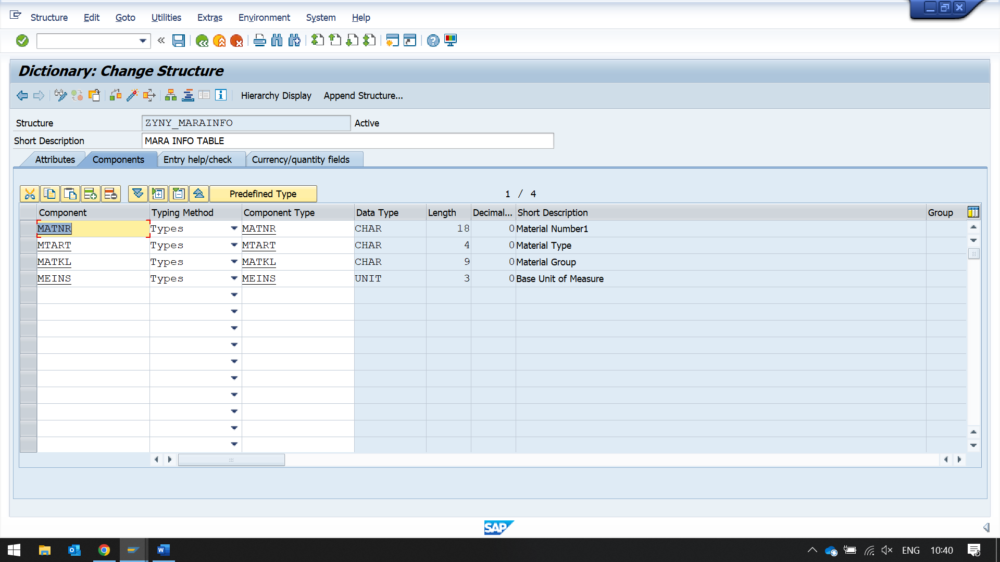 Structure Edit Goto Utilities Extras Environment System Help
Dictionary: Change Structure
Hierarchy Display Append Structure...
Structure ZYNY_MARAINFO Active
Short Description MARA INFO TABLE
Attributes Components Entry help/check Currency/quantity fields
Predefined Type 1 / 4
Component Typing Method Component Type Data Type Length Decimal... Short Description Group
MATNR Types MATNR CHAR 18 0 Material Number1
MTART Types MTART CHAR 4 0 Material Type
MATKL Types MATKL CHAR 9 0 Material Group
MEINS Types MEINS UNIT 3 0 Base Unit of Measure
SAP
ENG 10:40